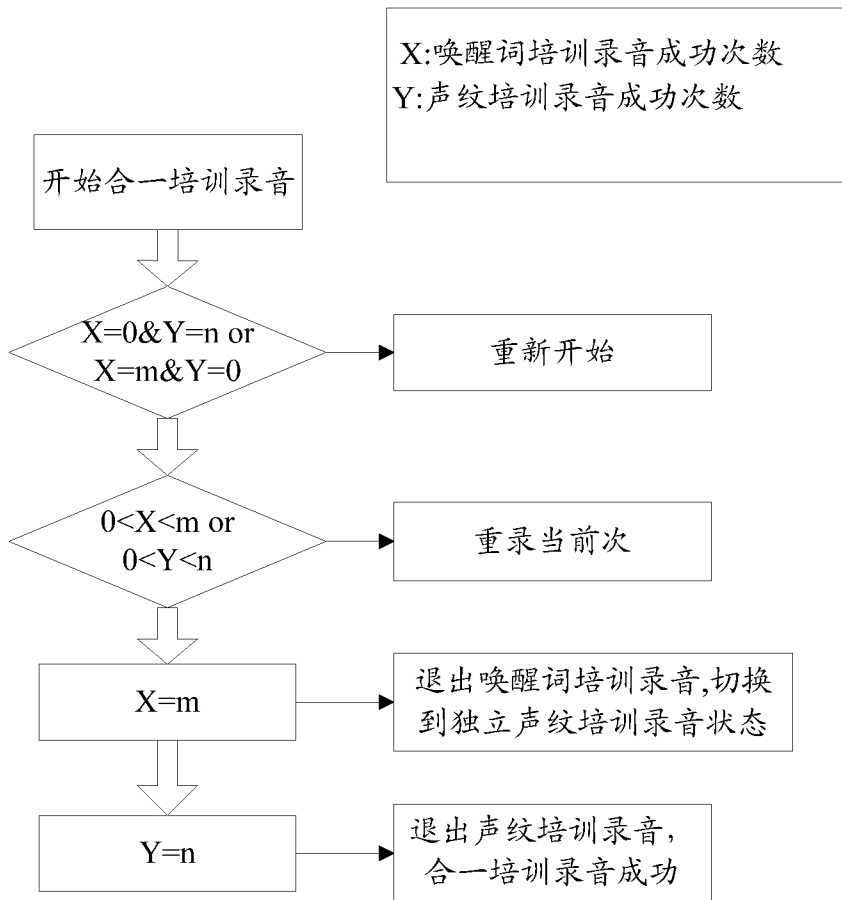 X:唤醒词培训录音成功次数
Y:声纹培训录音成功次数
开始合一培训录音
X=0&Y=n or
X=m&Y=0
重新开始
0<X<m or
0<Y<n
重录当前次
X=m
退出唤醒词培训录音,切换
到独立声纹培训录音状态
Y=n
退出声纹培训录音，
合一培训录音成功